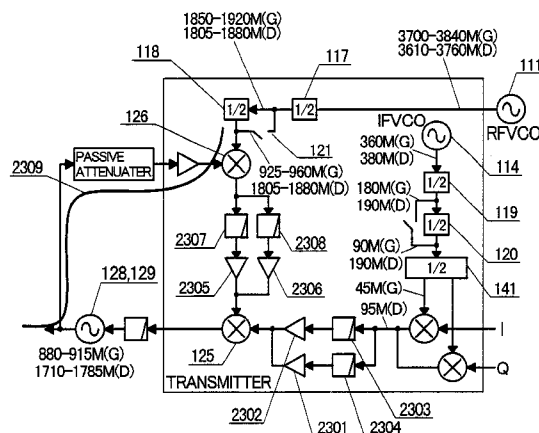 1850-1920M(G)
1805-1880M(D)
3700-3840M(G)
3610-3760M(D)
118
117
111
1/2
1/2
126
IFVCO
RFVCO
360M(G)
380M(D)
121
114
2309
PASSIVE
ATTENUATER
925-960M(G)
1805-1880M(D)
1/2
119
180M(G)
190M(D)
1/2
120
2307
2308
90M(G)
190M(D)
1/2
141
128,129
2305
2306
45M(G)
95M(D)
I
880-915M(G)
1710-1785M(D)
125
Q
TRANSMITTER
2302
2301
2304
2303